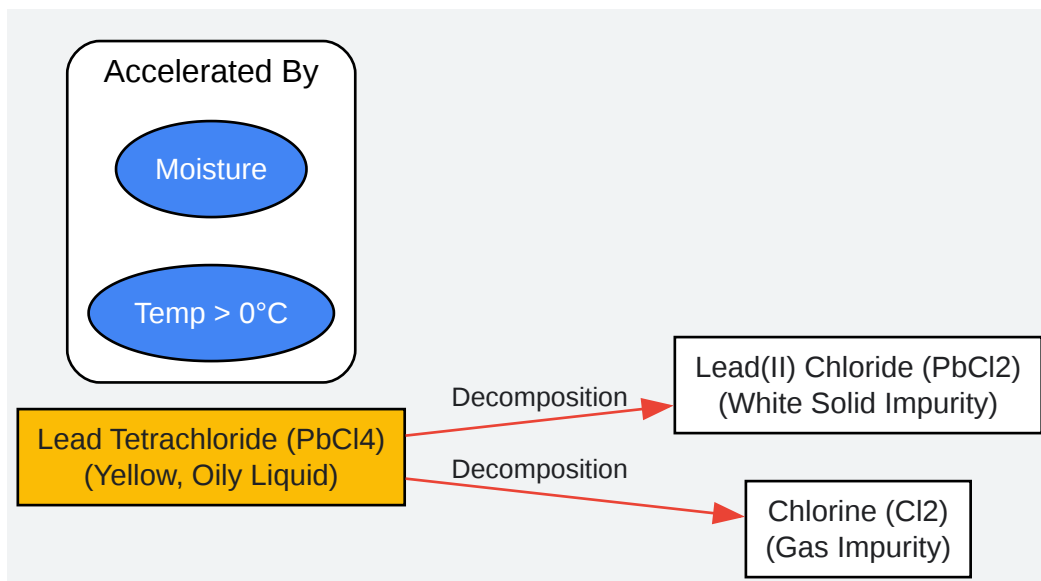 Accelerated By
Moisture
Temp > 0°C
Lead Tetrachloride (PbCl4)
(Yellow, Oily Liquid)
Decomposition
Decomposition
Lead(II) Chloride (PbCl2)
(White Solid Impurity)
Chlorine (Cl2)
(Gas Impurity)